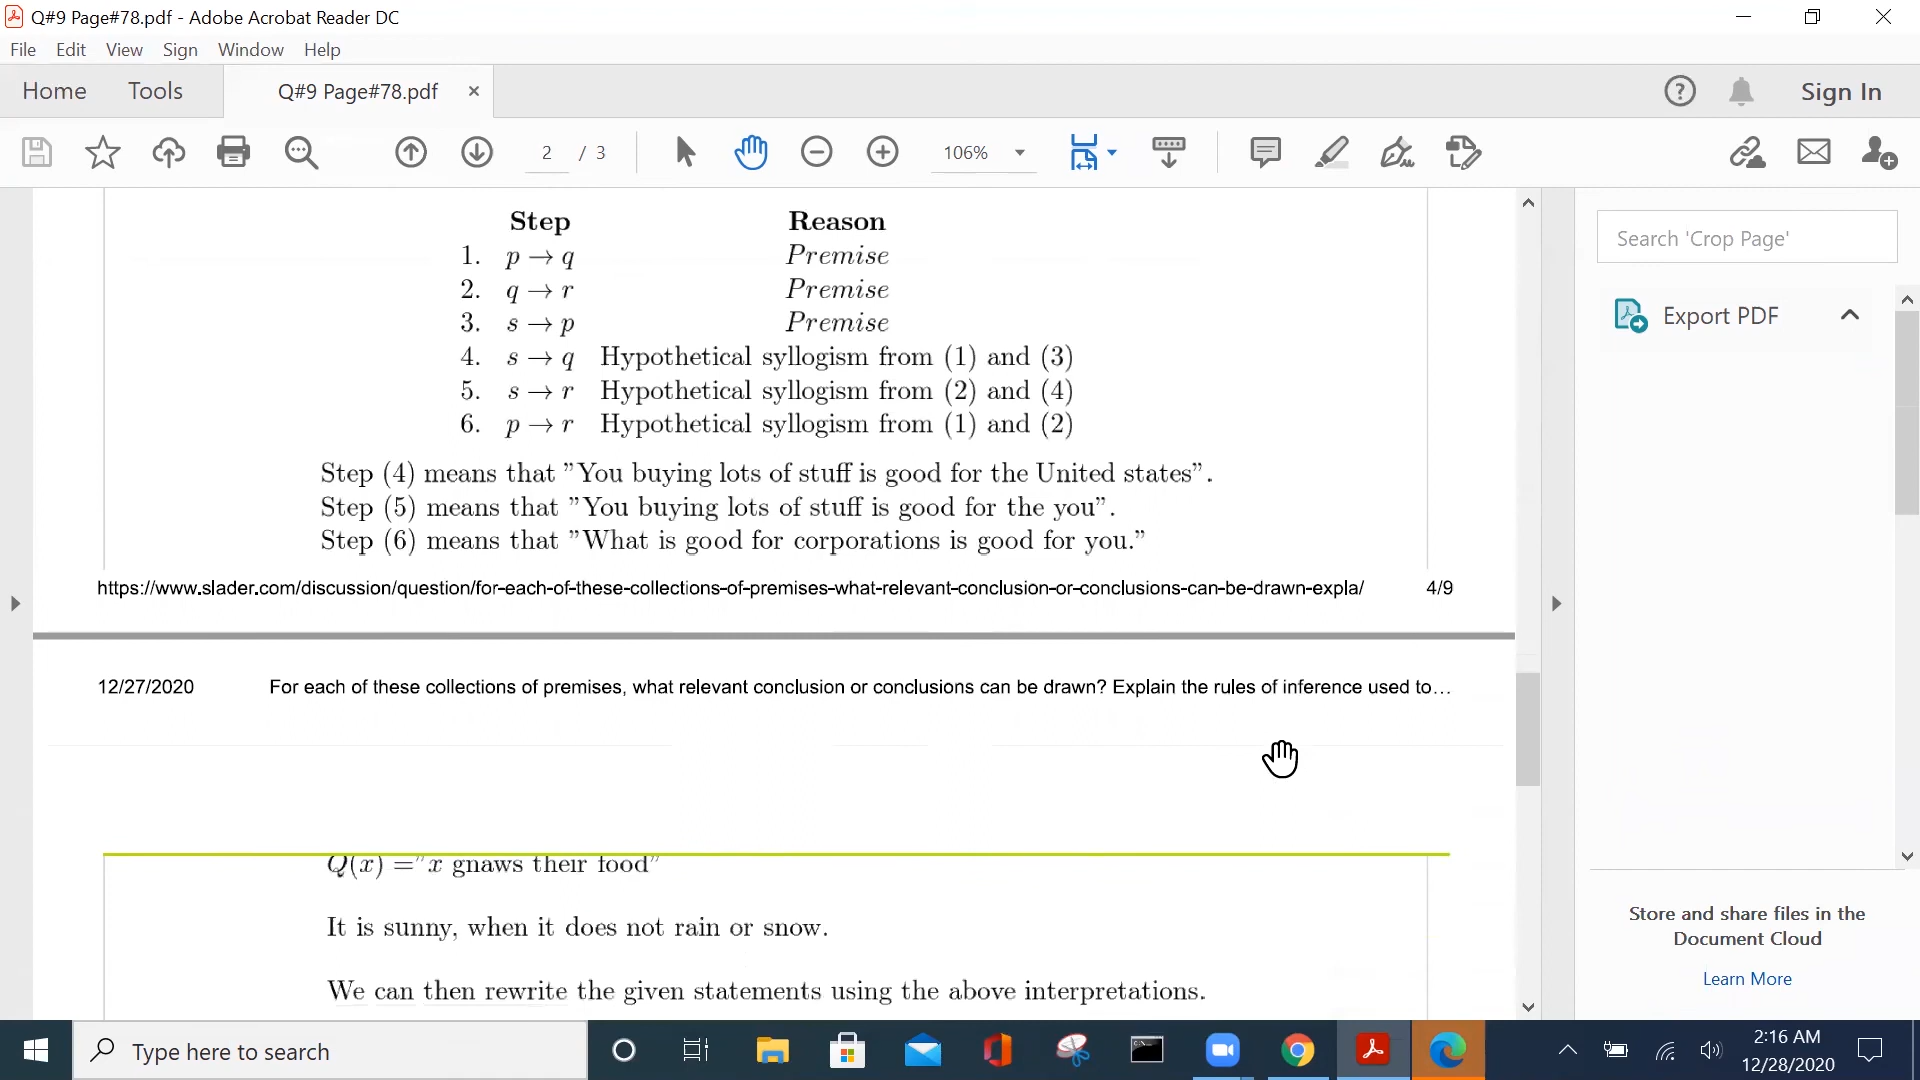 Q#9 Page#78.pdf - Adobe Acrobat Reader DC
File Edit View Sign Window Help
Home Tools Q#9 Page#78.pdf × Sign In
2 / 3 106%
Step Reason
1. p → q Premise
2. q → r Premise
3. s → p Premise
4. s → q Hypothetical syllogism from (1) and (3)
5. s → r Hypothetical syllogism from (2) and (4)
6. p → r Hypothetical syllogism from (1) and (2)
Step (4) means that ”You buying lots of stuff is good for the United states”.
Step (5) means that ”You buying lots of stuff is good for the you”.
Step (6) means that ”What is good for corporations is good for you.”
https://www.slader.com/discussion/question/for-each-of-these-collections-of-premises-what-relevant-conclusion-or-conclusions-can-be-drawn-expla/ 4/9
12/27/2020 For each of these collections of premises, what relevant conclusion or conclusions can be drawn? Explain the rules of inference used to…
Q(x) =”x gnaws their food”
It is sunny, when it does not rain or snow.
We can then rewrite the given statements using the above interpretations.
Search 'Crop Page'
Export PDF
Store and share files in the
Document Cloud
Learn More
Type here to search
2:16 AM
12/28/2020